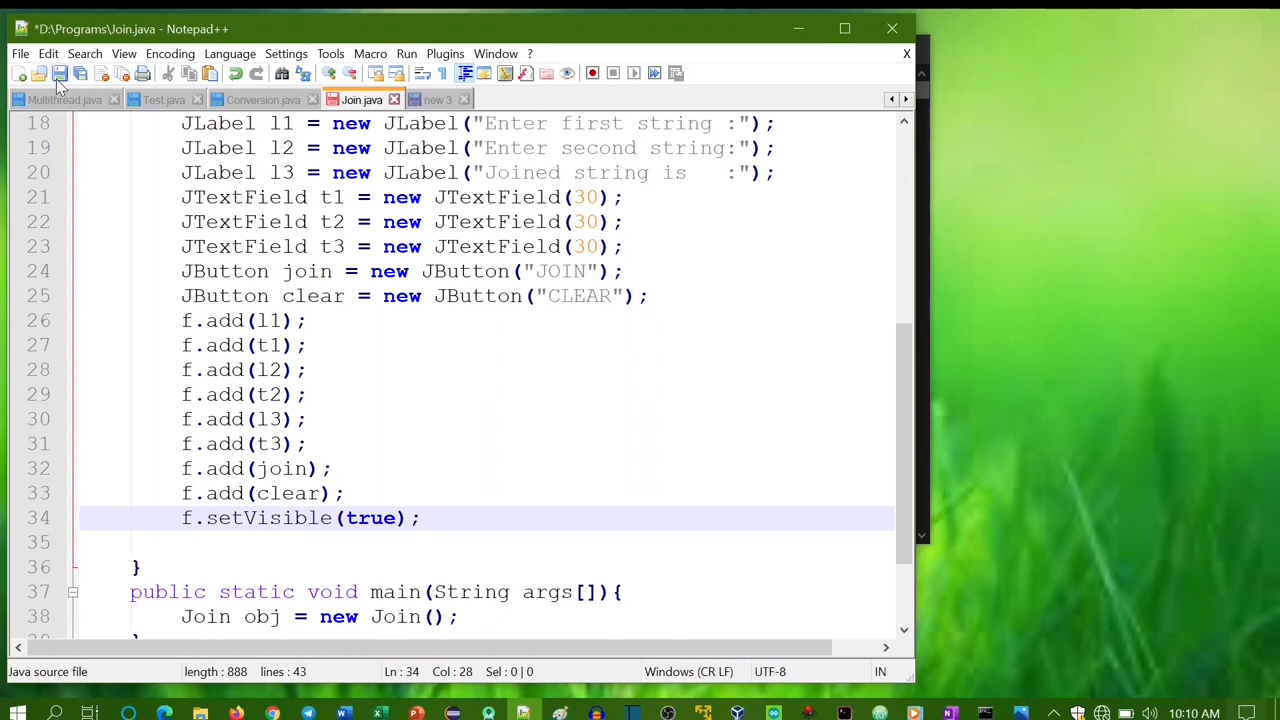 *D:\Programs\Join.java - Notepad++
File Edit Search View Encoding Language Settings Tools Macro Run Plugins Window ? X
Multithread.java Test.java Conversion.java Join.java new 3
18 JLabel l1 = new JLabel("Enter first string :");
19 JLabel l2 = new JLabel("Enter second string:");
20 JLabel l3 = new JLabel("Joined string is   :");
21 JTextField t1 = new JTextField(30);
22 JTextField t2 = new JTextField(30);
23 JTextField t3 = new JTextField(30);
24 JButton join = new JButton("JOIN");
25 JButton clear = new JButton("CLEAR");
26 f.add(l1);
27 f.add(t1);
28 f.add(l2);
29 f.add(t2);
30 f.add(l3);
31 f.add(t3);
32 f.add(join);
33 f.add(clear);
34 f.setVisible(true);
35
36 }
37 public static void main(String args[]){
38 Join obj = new Join();
Java source file length : 888 lines : 43 Ln : 34 Col : 28 Sel : 0 | 0 Windows (CR LF) UTF-8 IN
10:10 AM